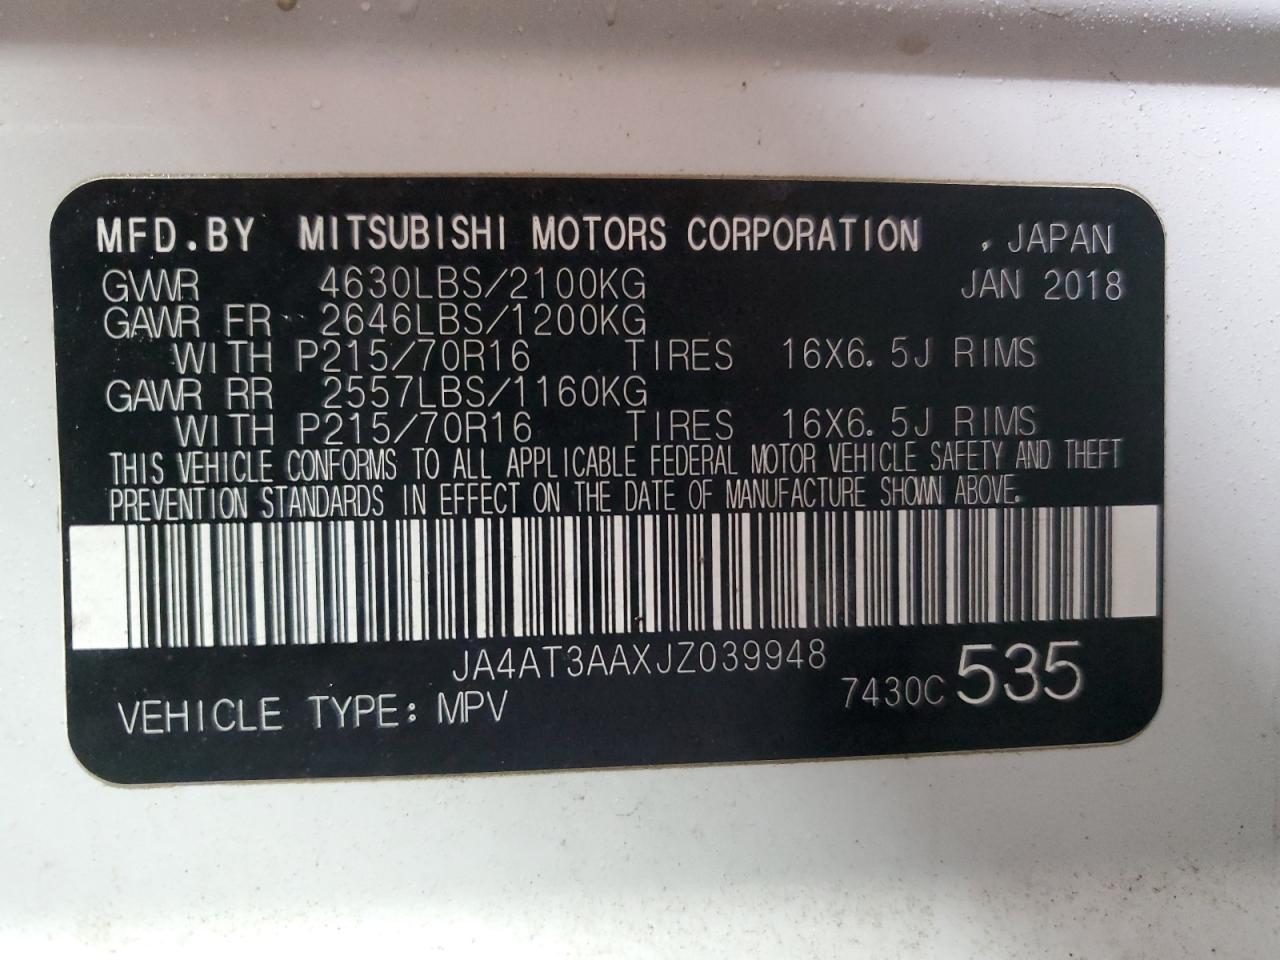 MFD.BY MITSUBISHI MOTORS CORPORATION , JAPAN
GVWR 4630LBS/2100KG JAN 2018
GAWR FR 2646LBS/1200KG
WITH P215/70R16 TIRES 16X6.5J RIMS
GAWR RR 2557LBS/1160KG
WITH P215/70R16 TIRES 16X6.5J RIMS
THIS VEHICLE CONFORMS TO ALL APPLICABLE FEDERAL MOTOR VEHICLE SAFETY AND THEFT
PREVENTION STANDARDS IN EFFECT ON THE DATE OF MANUFACTURE SHOWN ABOVE.
JA4AT3AAXJZ039948
VEHICLE TYPE: MPV 7430C 535